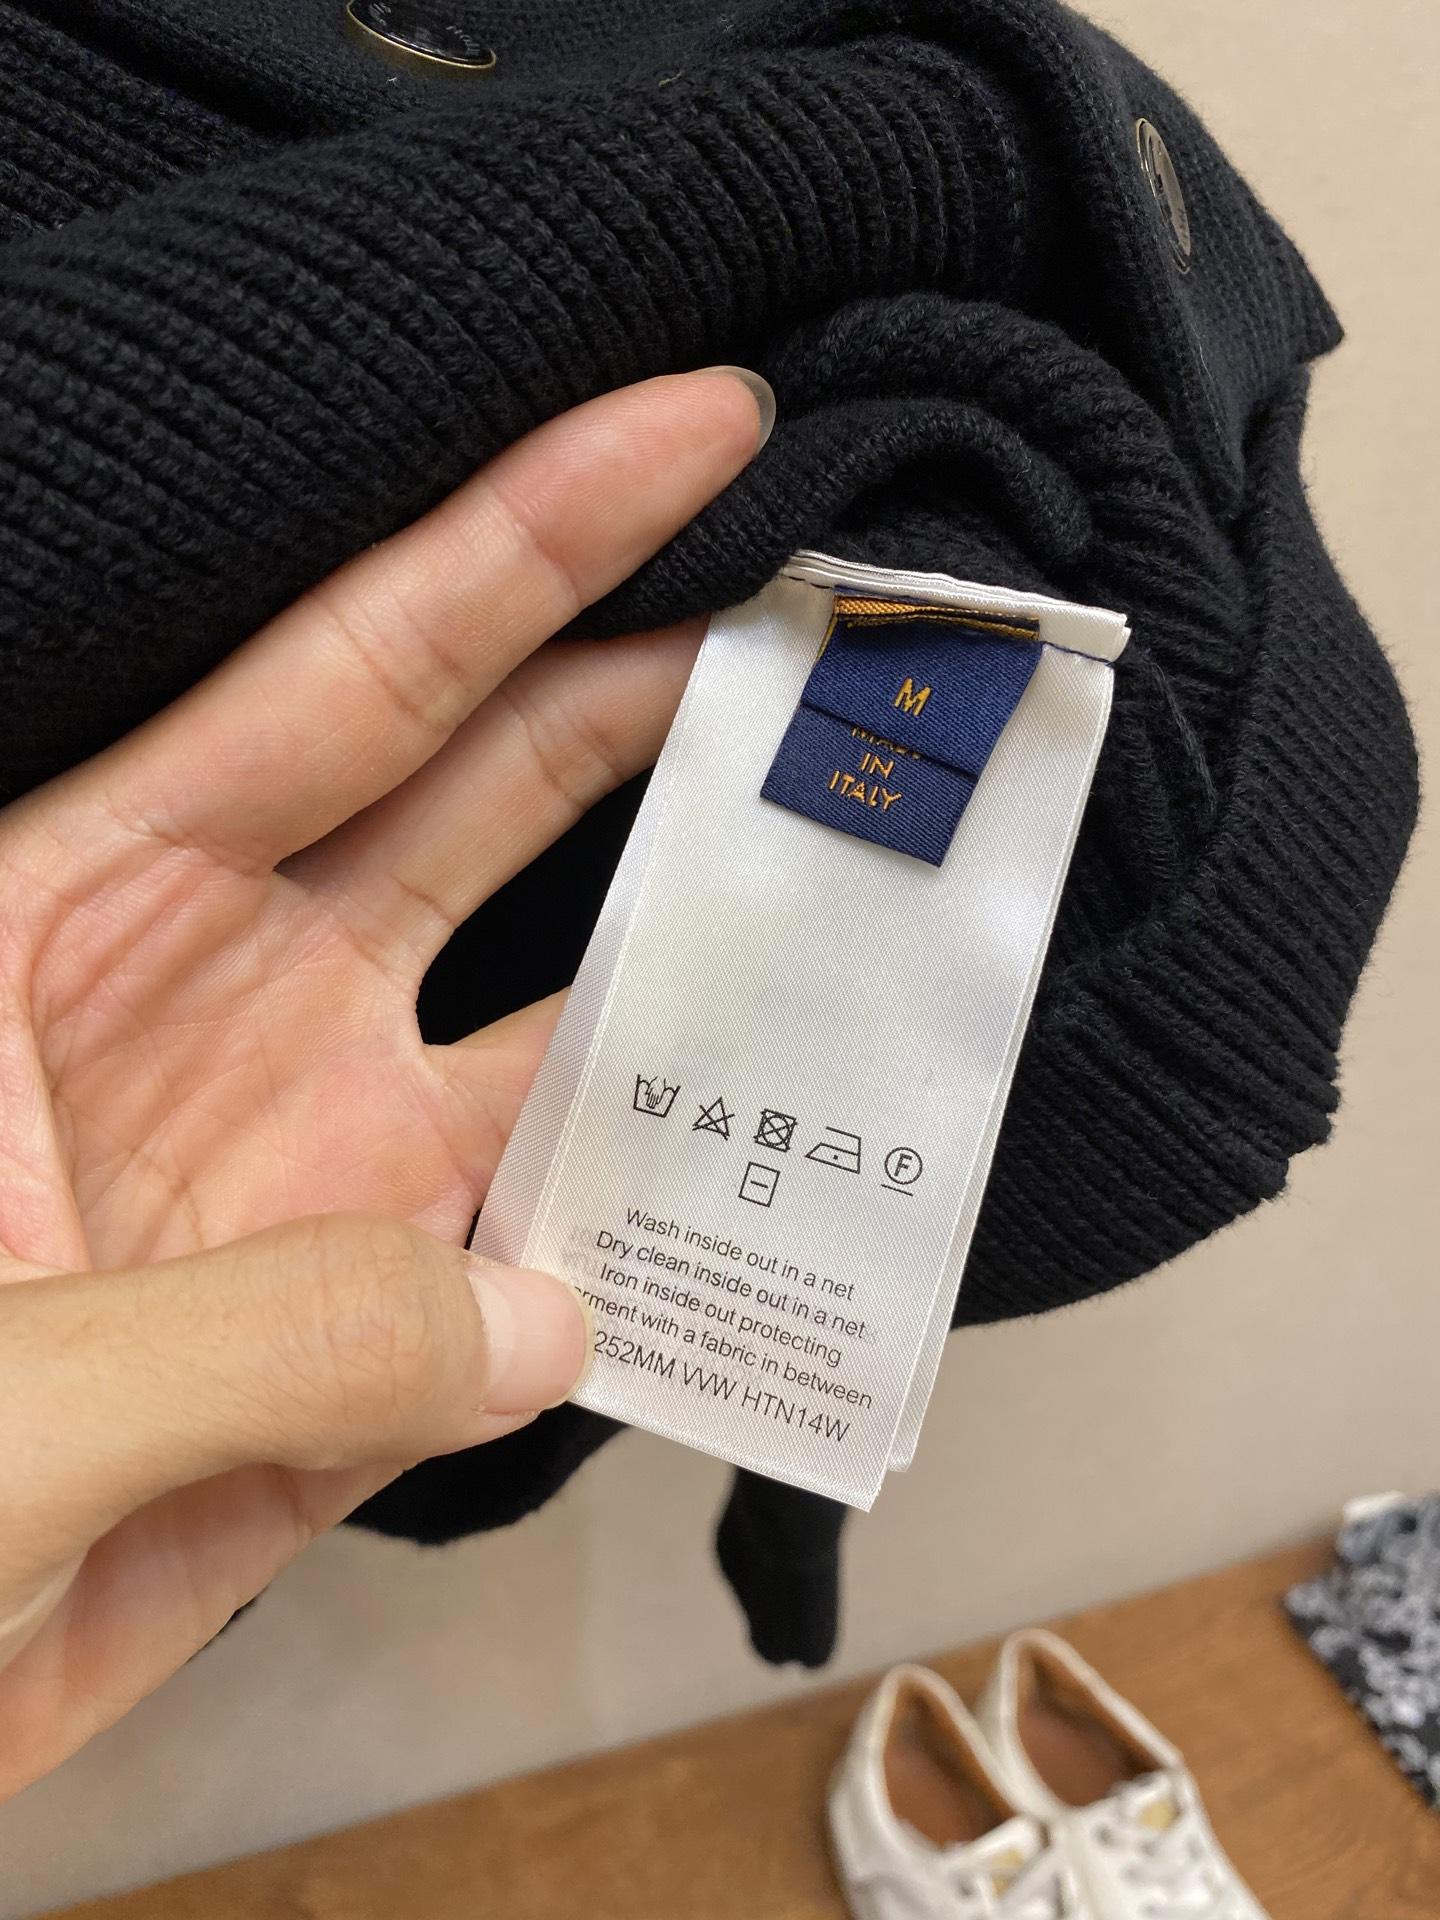 M
MADE
IN
ITALY
F
Wash inside out in a net
Dry clean inside out in a net
Iron inside out protecting
garment with a fabric in between
252MM VVW HTN14W